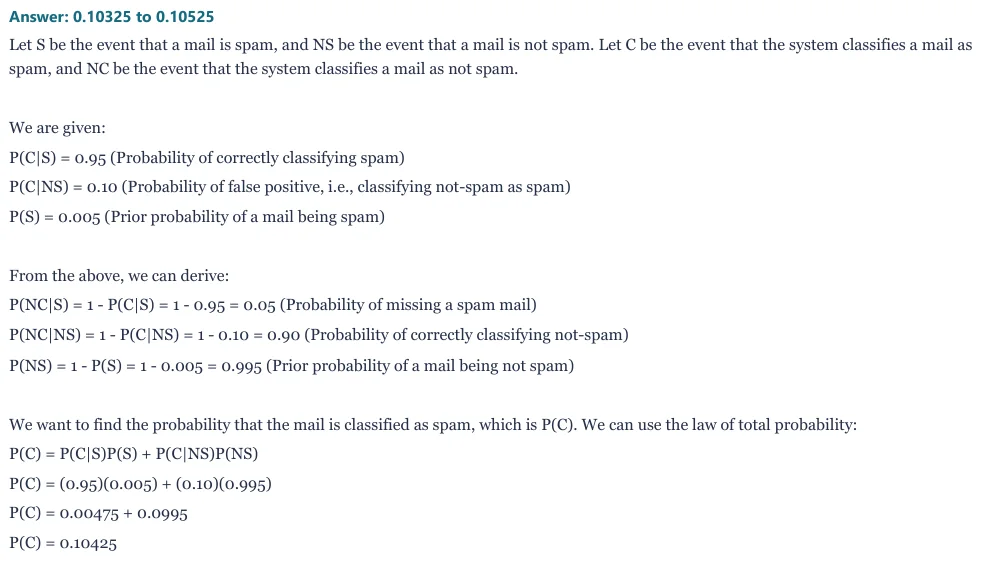 Answer: 0.10325 to 0.10525
Let S be the event that a mail is spam, and NS be the event that a mail is not spam. Let C be the event that the system classifies a mail as
spam, and NC be the event that the system classifies a mail as not spam.
We are given:
P(C|S) = 0.95 (Probability of correctly classifying spam)
P(C|NS) = 0.10 (Probability of false positive, i.e., classifying not-spam as spam)
P(S) = 0.005 (Prior probability of a mail being spam)
From the above, we can derive:
P(NC|S) = 1 - P(C|S) = 1 - 0.95 = 0.05 (Probability of missing a spam mail)
P(NC|NS) = 1 - P(C|NS) = 1 - 0.10 = 0.90 (Probability of correctly classifying not-spam)
P(NS) = 1 - P(S) = 1 - 0.005 = 0.995 (Prior probability of a mail being not spam)
We want to find the probability that the mail is classified as spam, which is P(C). We can use the law of total probability:
P(C) = P(C|S)P(S) + P(C|NS)P(NS)
P(C) = (0.95)(0.005) + (0.10)(0.995)
P(C) = 0.00475 + 0.0995
P(C) = 0.10425